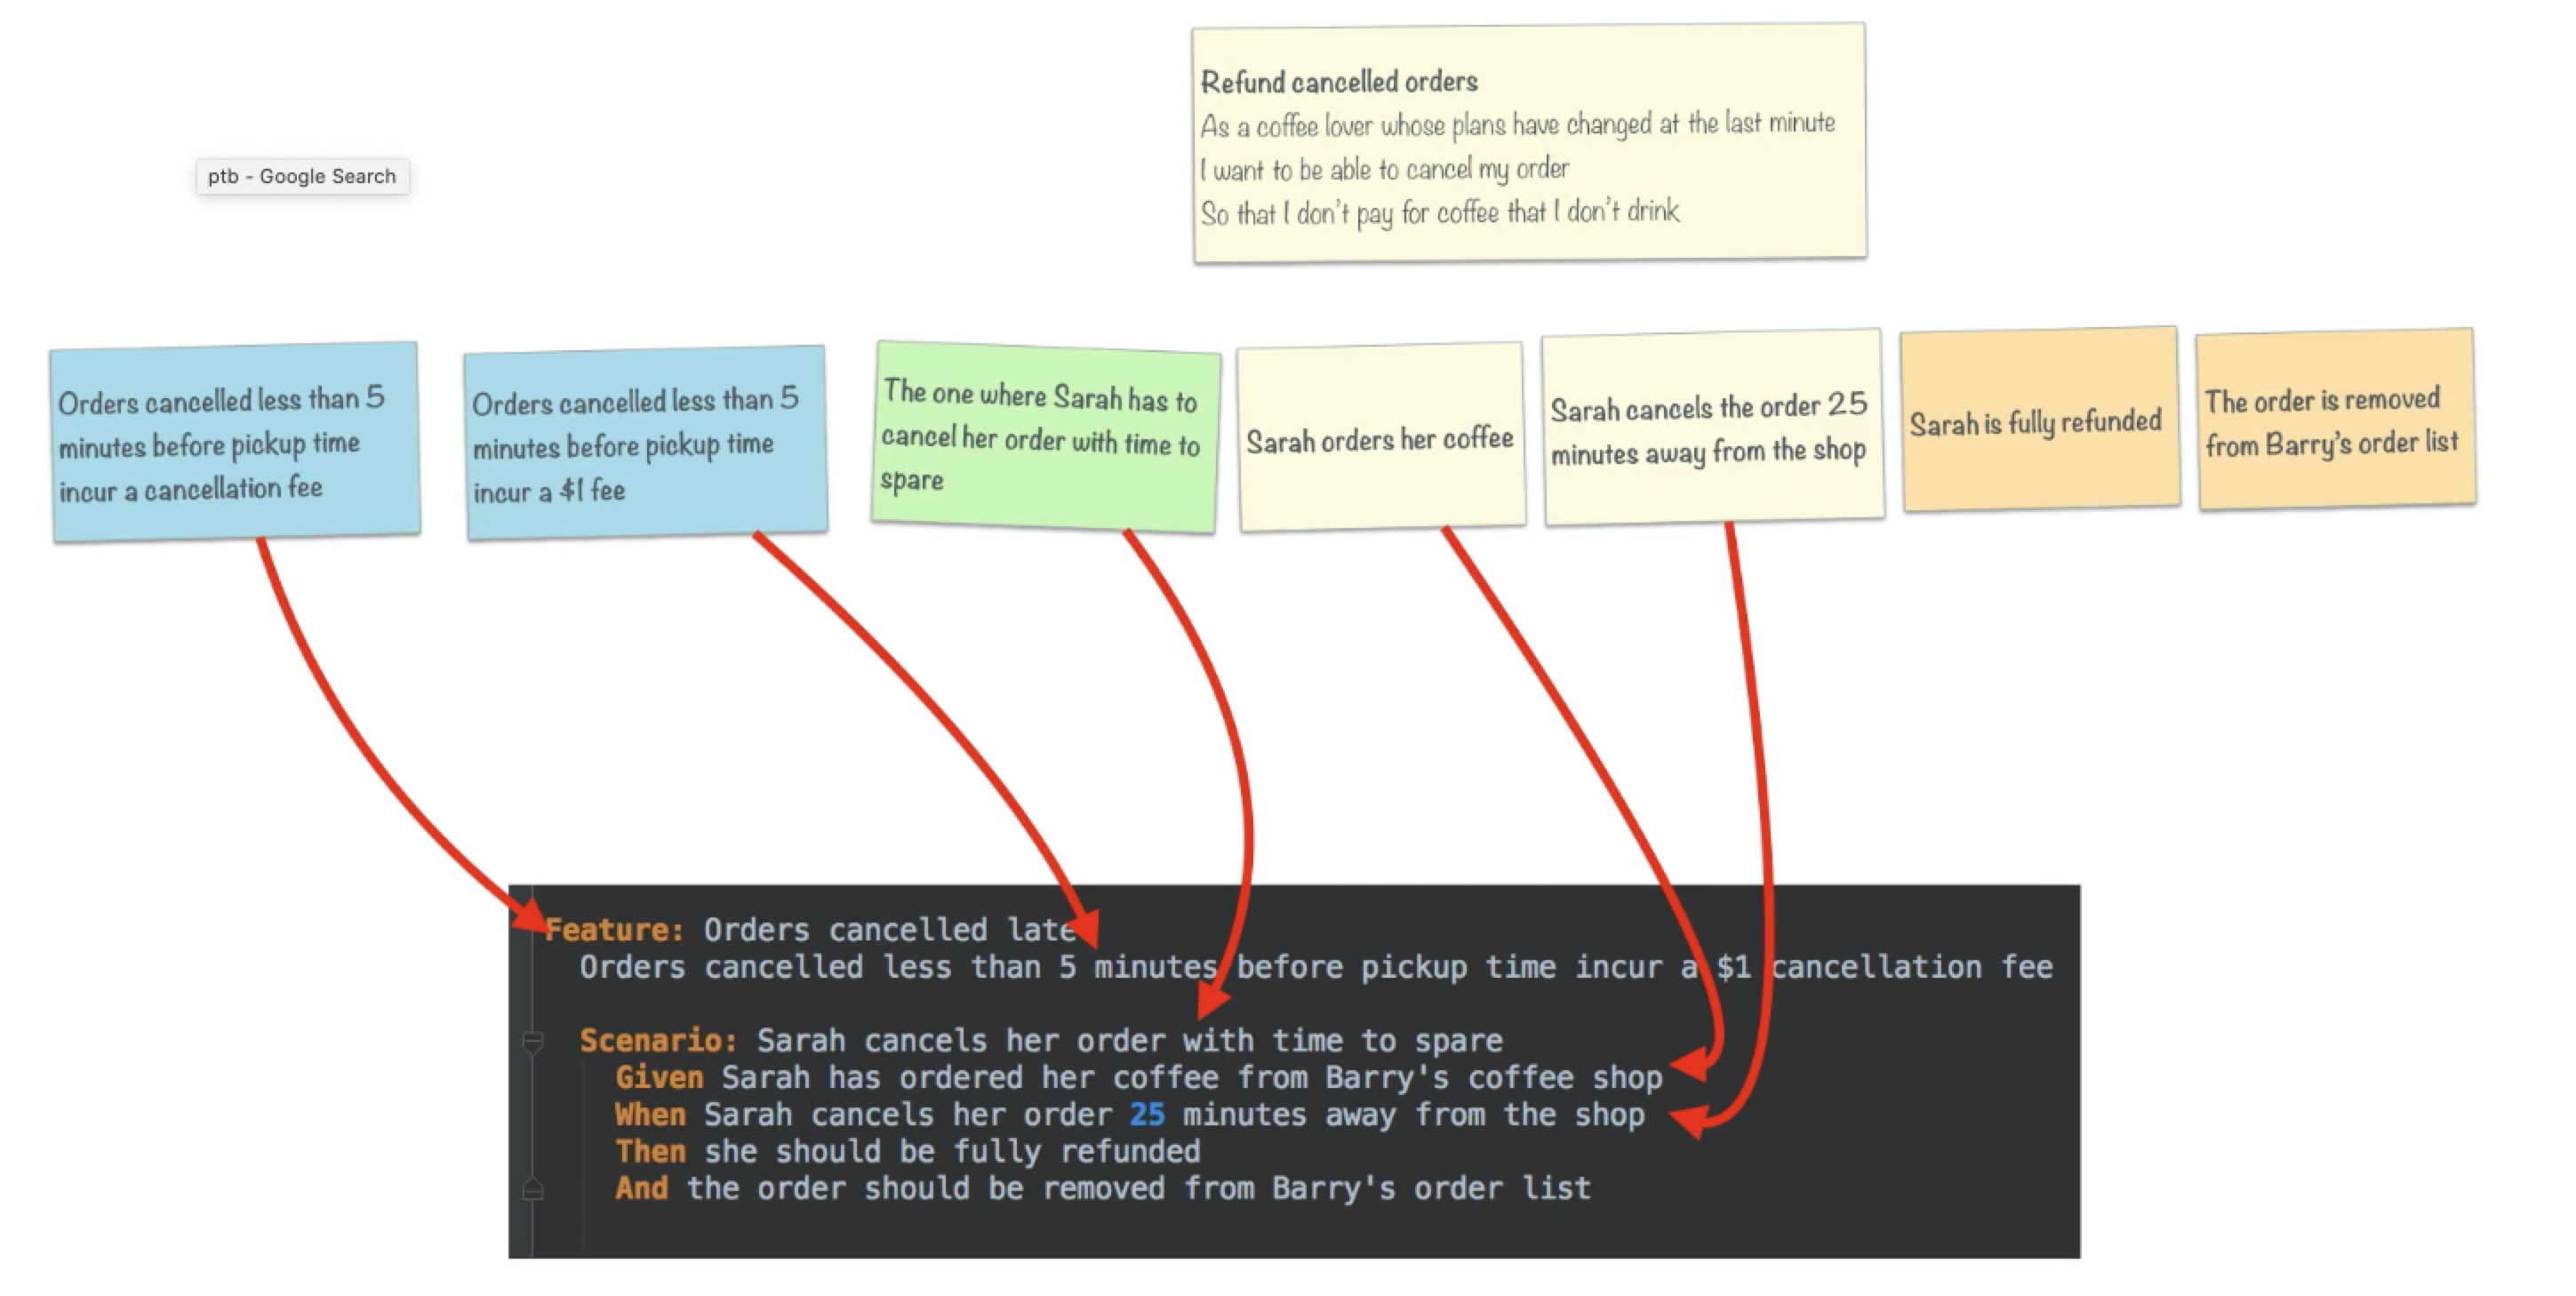 Refund cancelled orders
As a coffee lover whose plans have changed at the last minute
I want to be able to cancel my order
So that I don't pay for coffee that I don't drink
ptb - Google Search
Orders cancelled less than 5
minutes before pickup time
incur a cancellation fee
Orders cancelled less than 5
minutes before pickup time
incur a $1 fee
The one where Sarah has to
cancel her order with time to
spare
Sarah orders her coffee
Sarah cancels the order 25
minutes away from the shop
Sarah is fully refunded
The order is removed
from Barry's order list
Feature: Orders cancelled late
Orders cancelled less than 5 minutes before pickup time incur a $1 cancellation fee
Scenario: Sarah cancels her order with time to spare
Given Sarah has ordered her coffee from Barry's coffee shop
When Sarah cancels her order 25 minutes away from the shop
Then she should be fully refunded
And the order should be removed from Barry's order list